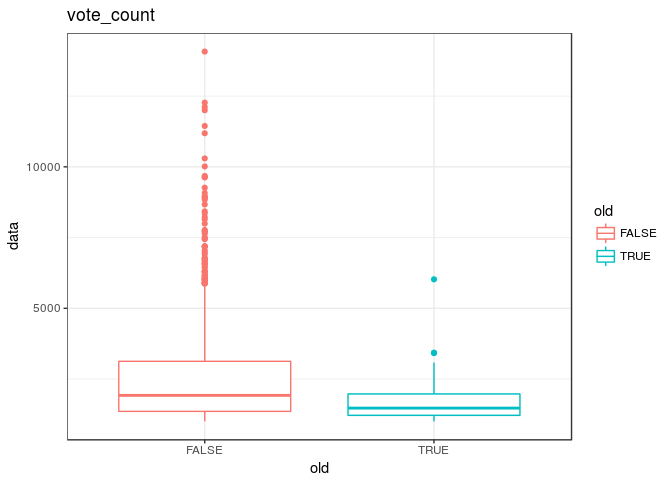 vote_count
data
10000
5000
FALSE
TRUE
old
old
FALSE
TRUE